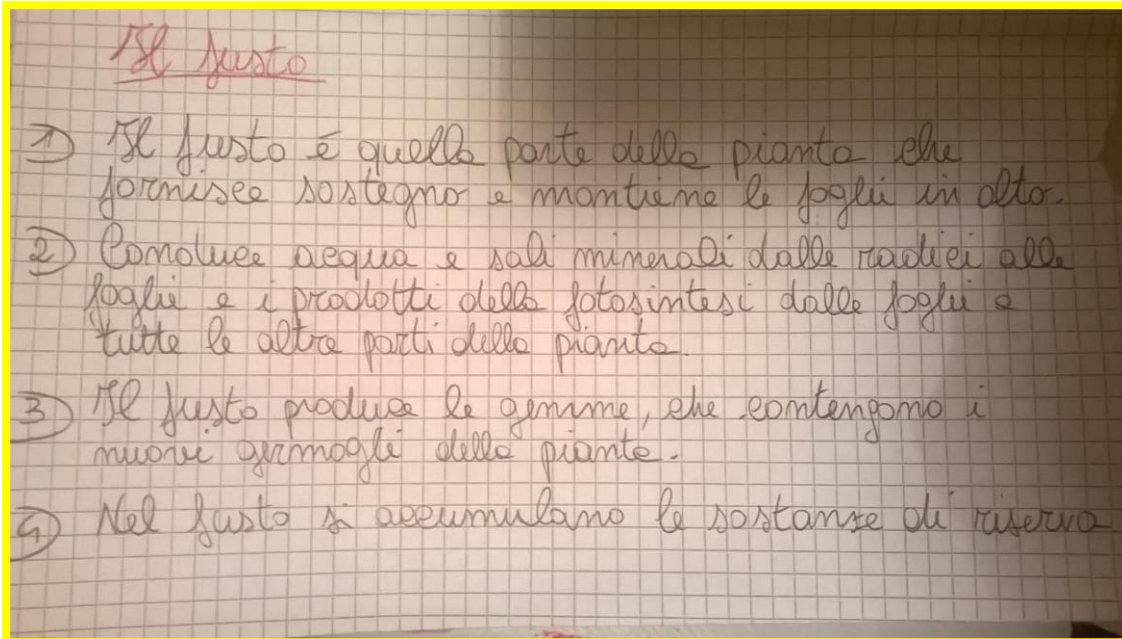 Il fusto
1) Il fusto è quella parte della pianta che
fornisce sostegno e mantiene le foglie in alto.
2) Conduce acqua e sali minerali dalle radici alle
foglie e i prodotti della fotosintesi dalle foglie a
tutte le altre parti della pianta.
3) Il fusto produce le gemme, che contengono i
nuovi germogli delle piante.
4) Nel fusto si accumulano le sostanze di riserva